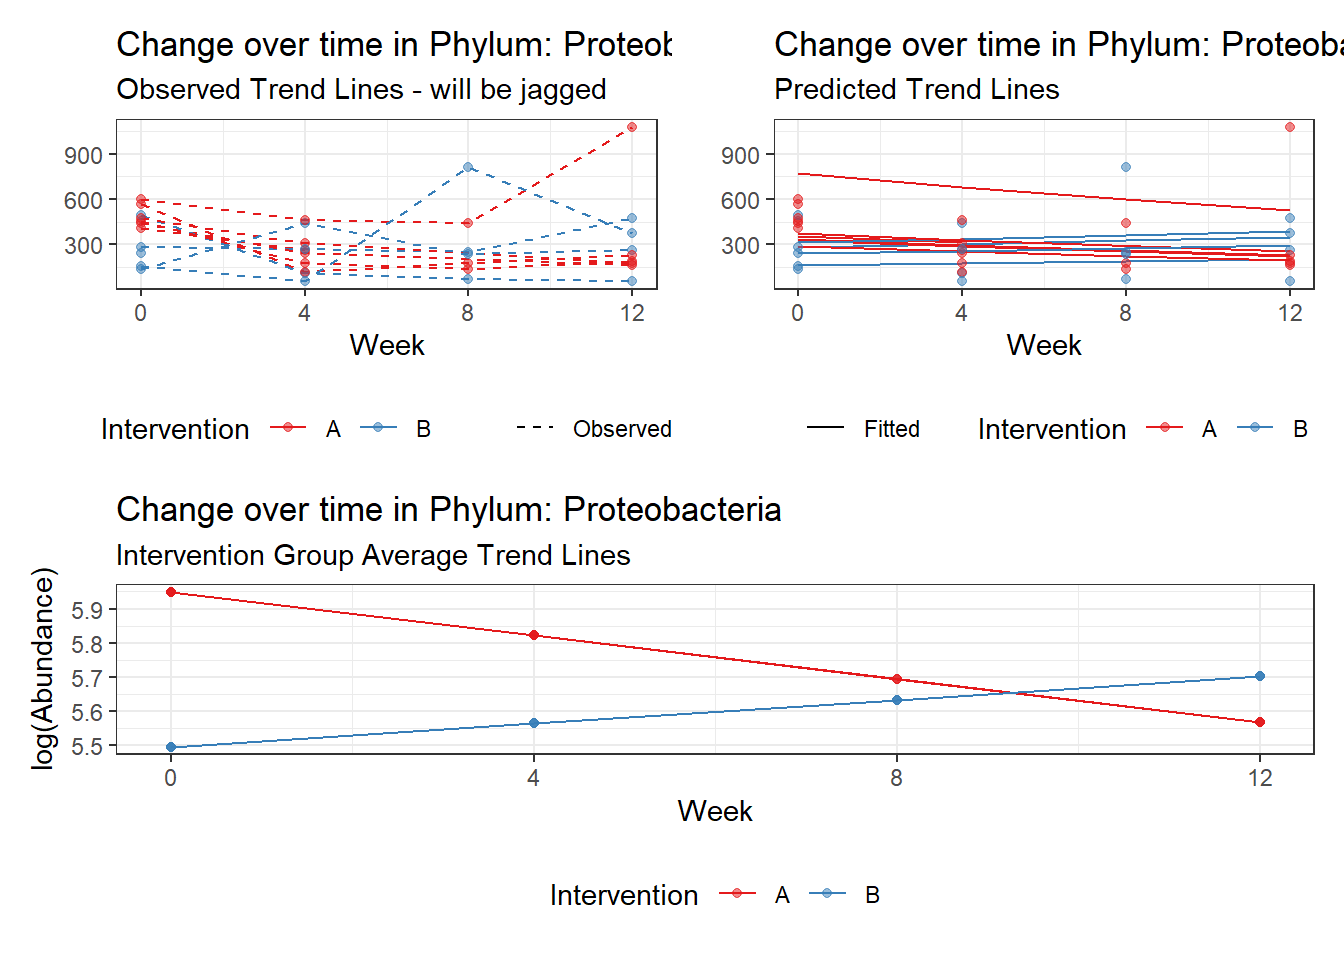 Change over time in Phylum: Proteob
Observed Trend Lines - will be jagged
900
600
300
0 4 8 12
Week
Intervention A B Observed
Change over time in Phylum: Proteoba
Predicted Trend Lines
900
600
300
0 4 8 12
Week
Fitted Intervention A B
Change over time in Phylum: Proteobacteria
Intervention Group Average Trend Lines
log(Abundance)
5.9
5.8
5.7
5.6
5.5
0 4 8 12
Week
Intervention A B